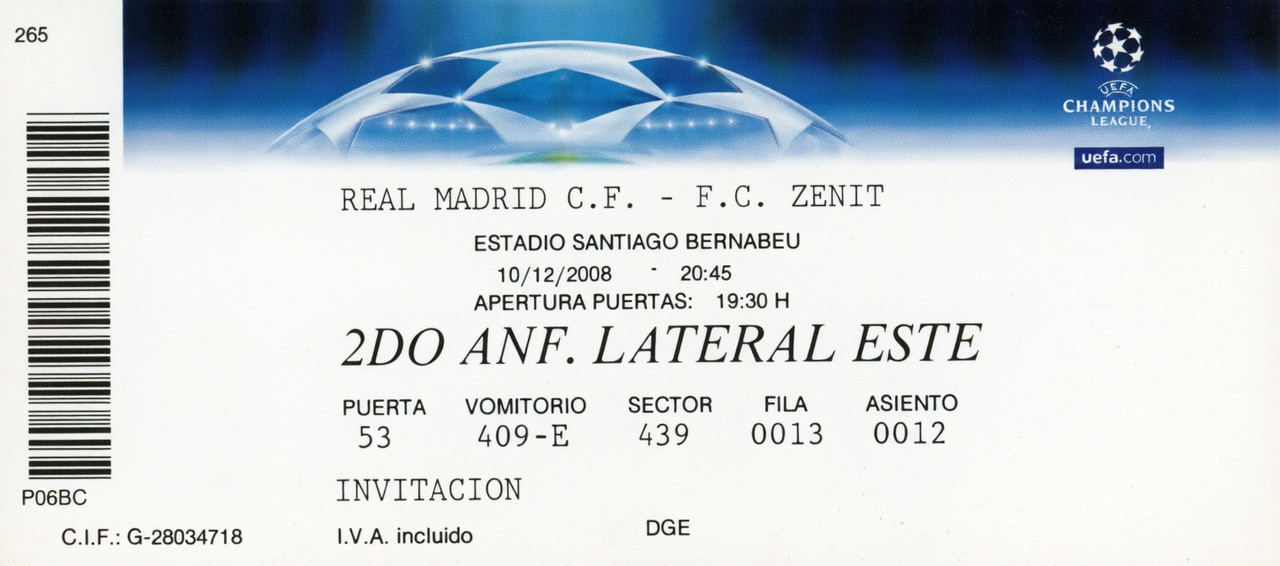 265
UEFA
CHAMPIONS
LEAGUE
uefa.com
REAL MADRID C.F. - F.C. ZENIT
ESTADIO SANTIAGO BERNABEU
10/12/2008 - 20:45
APERTURA PUERTAS: 19:30 H
2DO ANF. LATERAL ESTE
PUERTA VOMITORIO SECTOR FILA ASIENTO
53 409-E 439 0013 0012
INVITACION
P06BC
C.I.F.: G-28034718
I.V.A. incluido
DGE